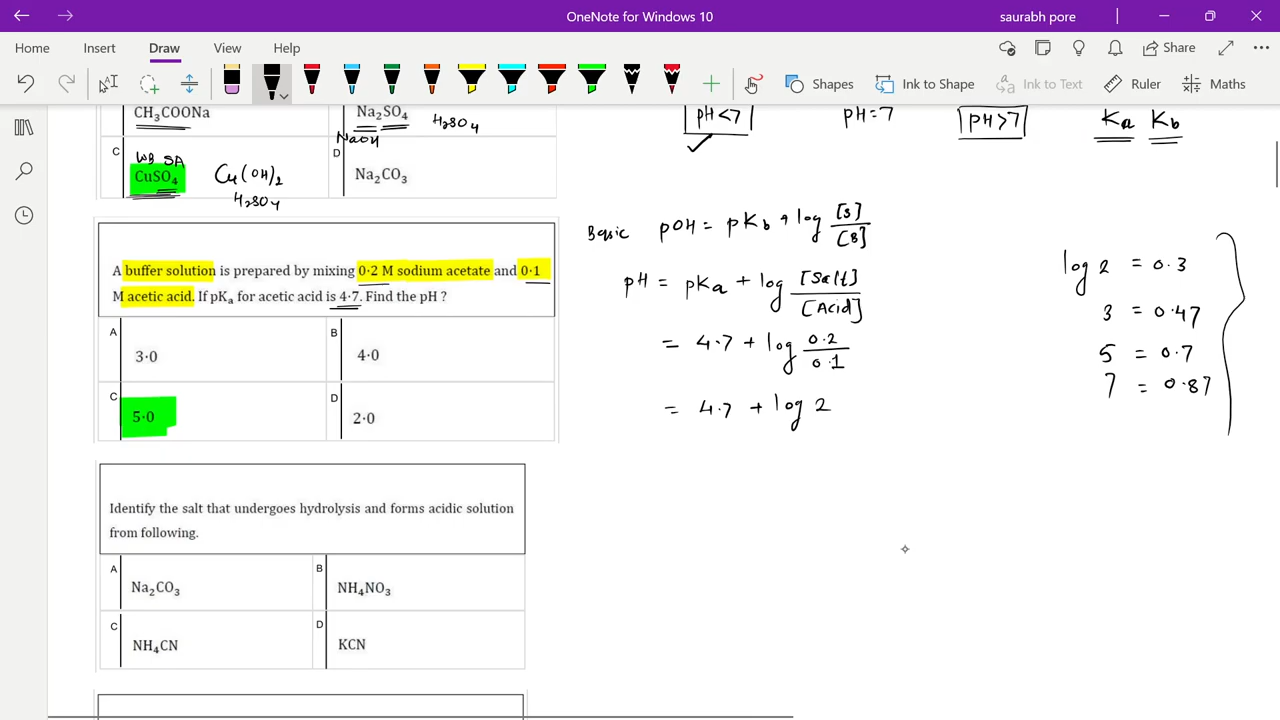 OneNote for Windows 10
saurabh pore
Home Insert Draw View Help
Share
Shapes
Ink to Shape
Ink to Text
Ruler
Maths
CH₃COONa
Na₂SO₄
H₂SO₄
NaOH
C
WB SA
CuSO₄
Cu(OH)₂
H₂SO₄
D
Na₂CO₃
pH<7
pH=7
pH>7
Ka Kb
A buffer solution is prepared by mixing 0·2 M sodium acetate and 0·1
M acetic acid. If pKₐ for acetic acid is 4·7. Find the pH ?
A
3·0
B
4·0
C
5·0
D
2·0
Basic pOH = pKb + log [S]/[B]
pH = pKa + log [Salt]/[Acid]
= 4.7 + log 0.2/0.1
= 4.7 + log 2
log 2 = 0.3
3 = 0.47
5 = 0.7
7 = 0.87
Identify the salt that undergoes hydrolysis and forms acidic solution
from following.
A
Na₂CO₃
B
NH₄NO₃
C
NH₄CN
D
KCN